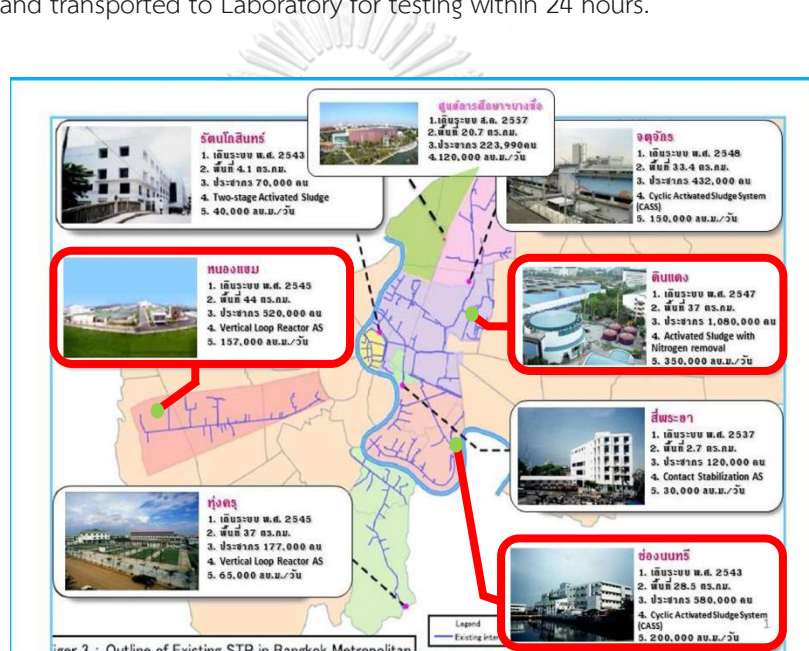 and transported to Laboratory for testing within 24 hours.
ศูนย์การศึกษาฯบางซื่อ
1.เดินระบบ ส.ค. 2557
2.พื้นที่ 20.7 ตร.กม.
3.ประชากร 223,990คน
4.120,000 ลบ.ม./วัน
รัตนโกสินทร์
1. เดินระบบ พ.ศ. 2543
2. พื้นที่ 4.1 ตร.กม.
3. ประชากร 70,000 คน
4. Two-stage Activated Sludge
5. 40,000 ลบ.ม./วัน
จตุจักร
1. เดินระบบ พ.ศ. 2548
2. พื้นที่ 33.4 ตร.กม.
3. ประชากร 432,000 คน
4. Cyclic Activated Sludge System
(CASS)
5. 150,000 ลบ.ม./วัน
หนองแขม
1. เดินระบบ พ.ศ. 2545
2. พื้นที่ 44 ตร.กม.
3. ประชากร 520,000 คน
4. Vertical Loop Reactor AS
5. 157,000 ลบ.ม./วัน
ดินแดง
1. เดินระบบ พ.ศ. 2547
2. พื้นที่ 37 ตร.กม.
3. ประชากร 1,080,000 คน
4. Activated Sludge with
Nitrogen removal
5. 350,000 ลบ.ม./วัน
สี่พระยา
1. เดินระบบ พ.ศ. 2537
2. พื้นที่ 2.7 ตร.กม.
3. ประชากร 120,000 คน
4. Contact Stabilization AS
5. 30,000 ลบ.ม./วัน
ทุ่งครุ
1. เดินระบบ พ.ศ. 2545
2. พื้นที่ 37 ตร.กม.
3. ประชากร 177,000 คน
4. Vertical Loop Reactor AS
5. 65,000 ลบ.ม./วัน
ช่องนนทรี
1. เดินระบบ พ.ศ. 2543
2. พื้นที่ 28.5 ตร.กม.
3. ประชากร 580,000 คน
4. Cyclic Activated Sludge System
(CASS)
5. 200,000 ลบ.ม./วัน
1
Legend
Existing inter
iger 3 : Outline of Existing STP in Bangkok Metropolitan